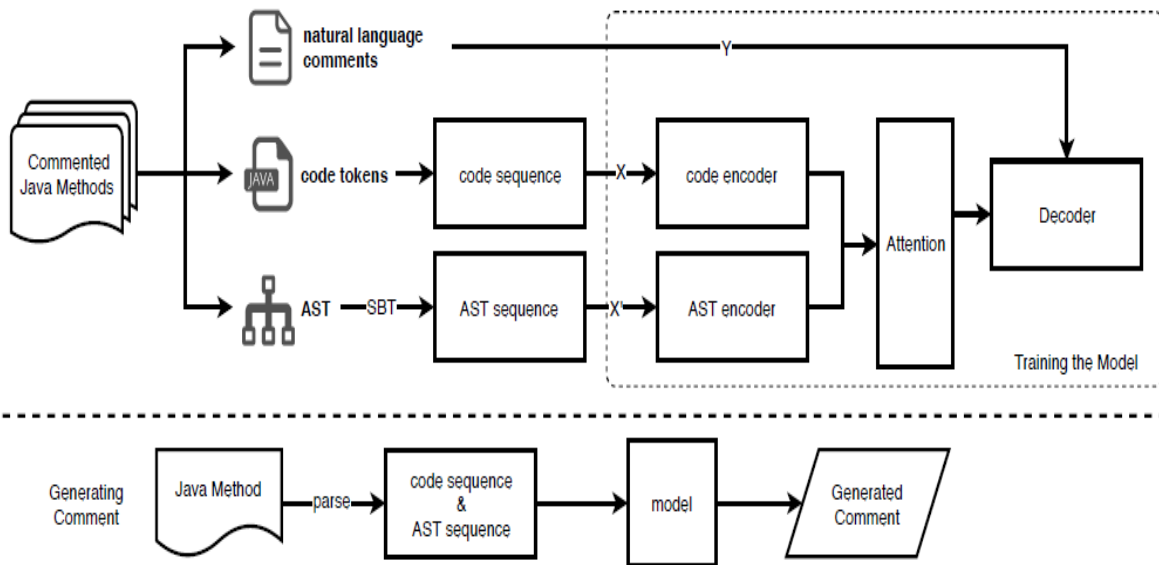 natural language
comments
Y
Commented
Java Methods
JAVA
code tokens
code sequence
X
code encoder
Attention
Decoder
AST
SBT
AST sequence
X'
AST encoder
Training the Model
Generating
Comment
Java Method
parse
code sequence
&
AST sequence
model
Generated
Comment